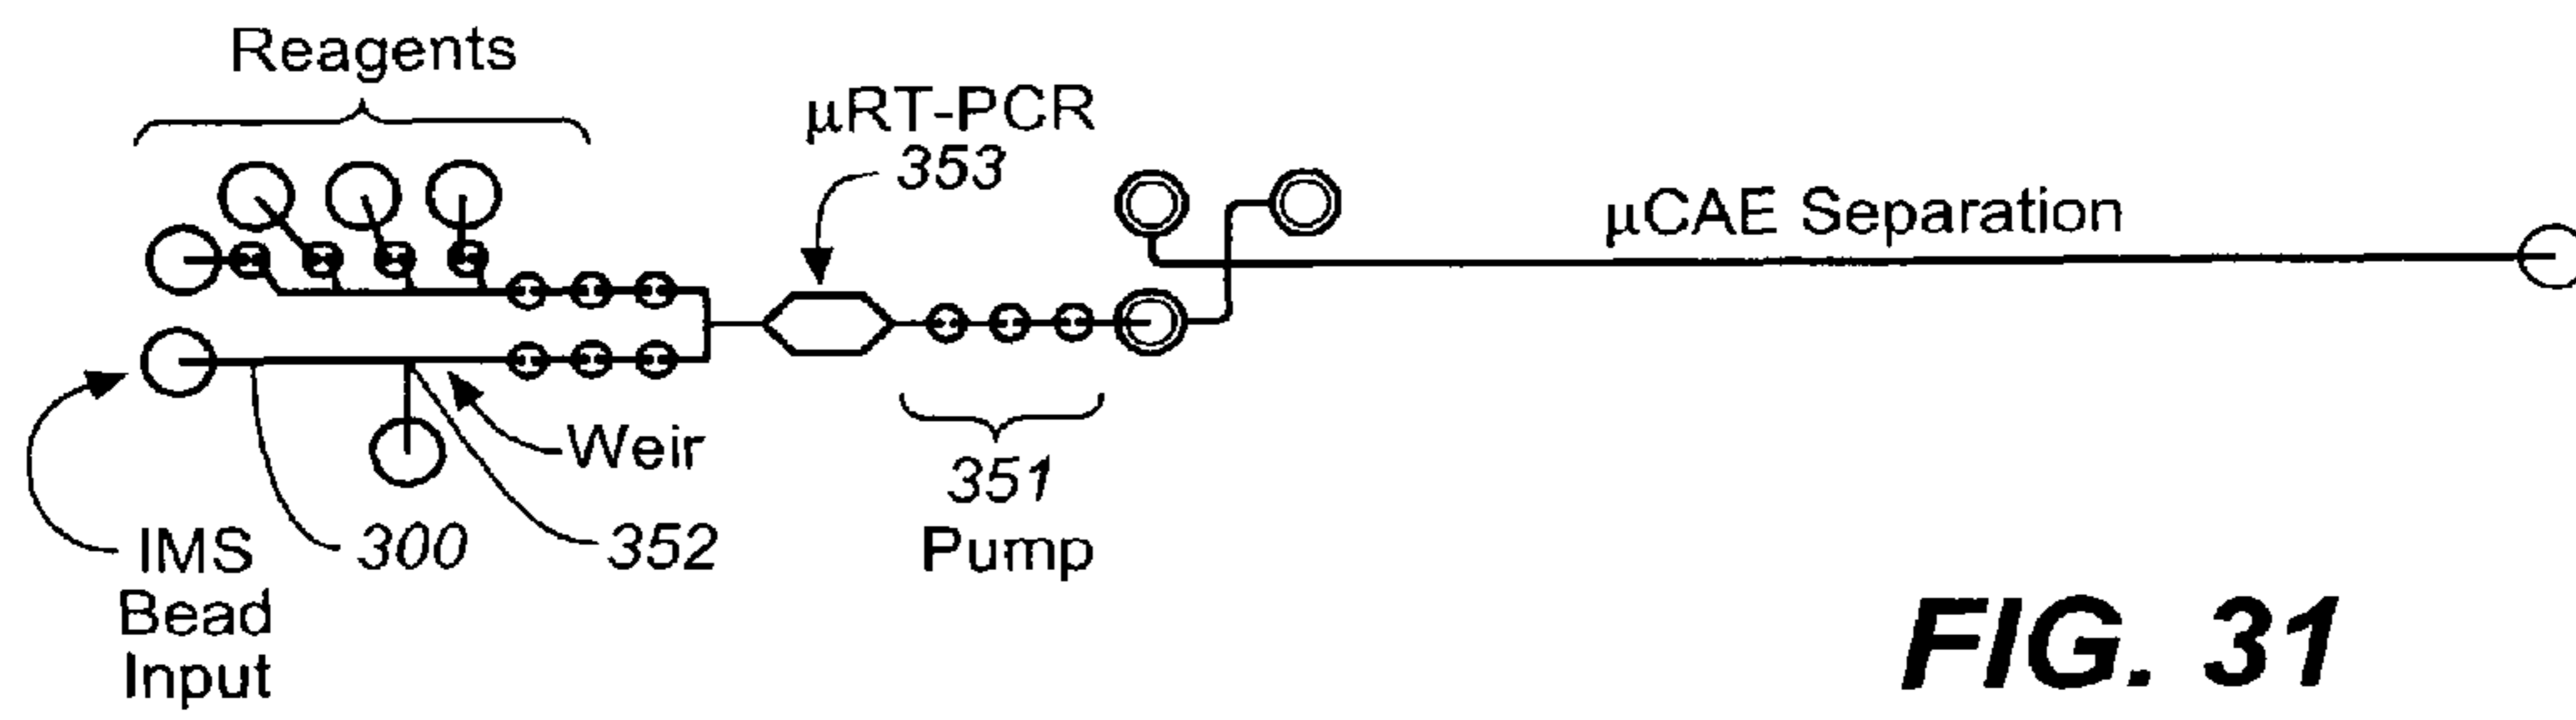 Reagents
μRT-PCR
353
μCAE Separation
Weir
351
Pump
IMS
Bead
Input
300
352
FIG. 31